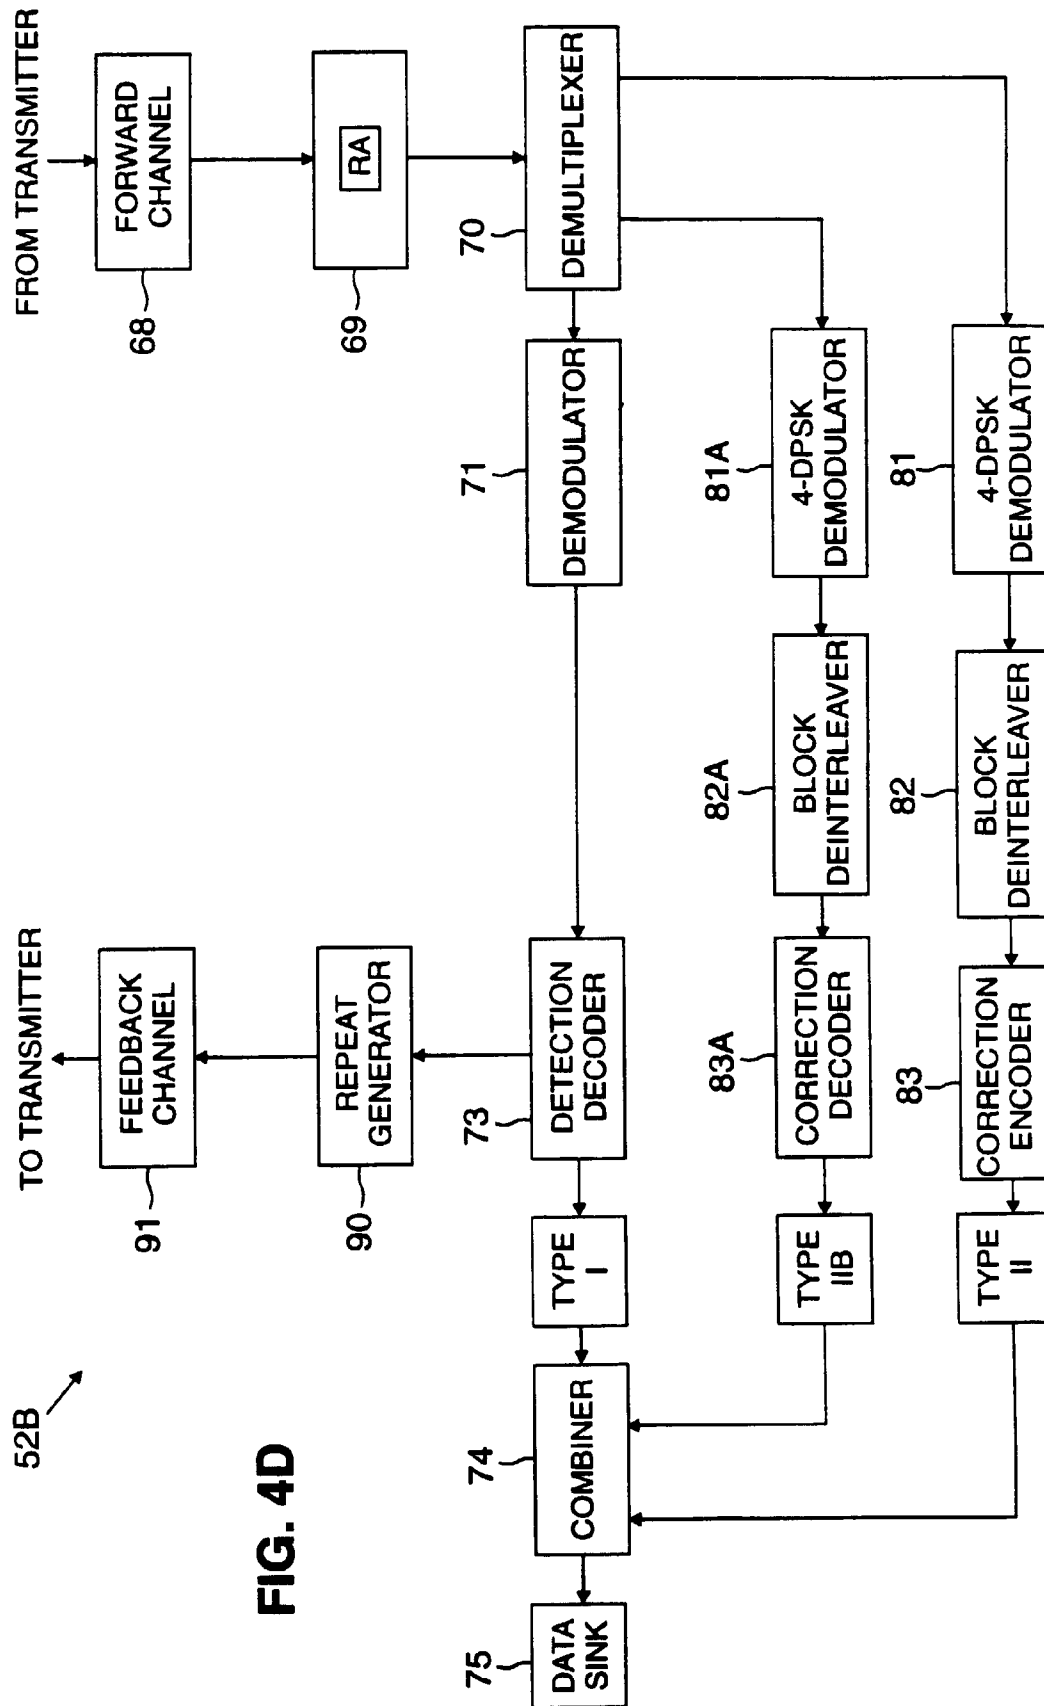 FROM TRANSMITTER
FORWARD
CHANNEL
68
RA
69
DEMULTIPLEXER
70
DEMODULATOR
71
4-DPSK
DEMODULATOR
81A
4-DPSK
DEMODULATOR
81
BLOCK
DEINTERLEAVER
82A
BLOCK
DEINTERLEAVER
82
TO TRANSMITTER
FEEDBACK
CHANNEL
91
REPEAT
GENERATOR
90
DETECTION
DECODER
73
CORRECTION
DECODER
83A
CORRECTION
ENCODER
83
TYPE
I
TYPE
IIB
TYPE
II
COMBINER
74
DATA
SINK
75
52B
FIG. 4D